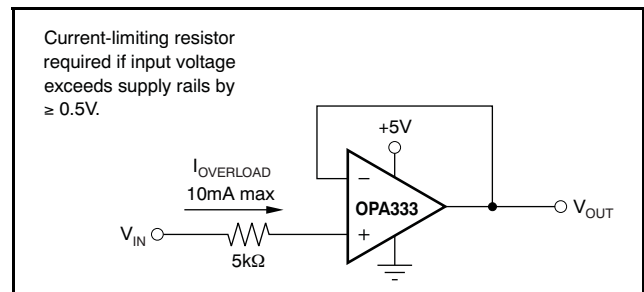 Current-limiting resistor
required if input voltage
exceeds supply rails by
≥ 0.5V.
+5V
I_OVERLOAD
10mA max
−
OPA333
V_OUT
V_IN
+
5kΩ